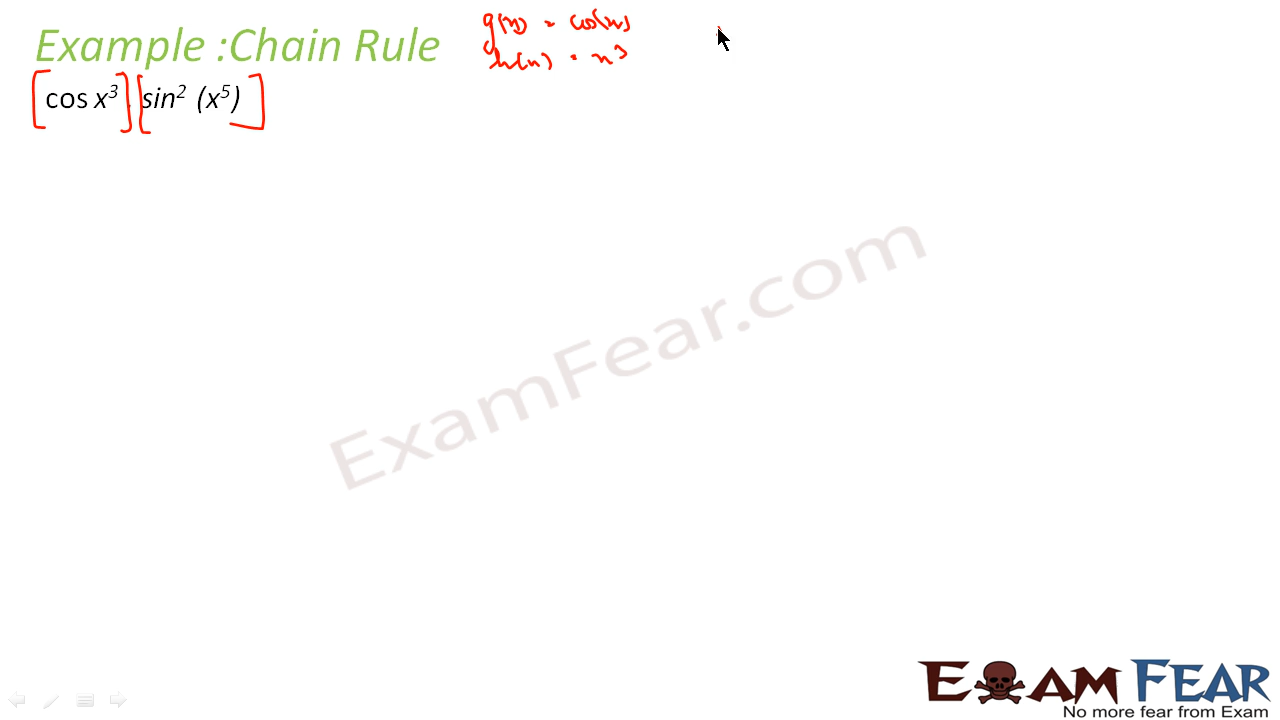 Example :Chain Rule
g(x) = cos(x)
h(x) = x³
cos x³ . sin² (x⁵)
ExamFear.com
EXAM FEAR
No more fear from Exam